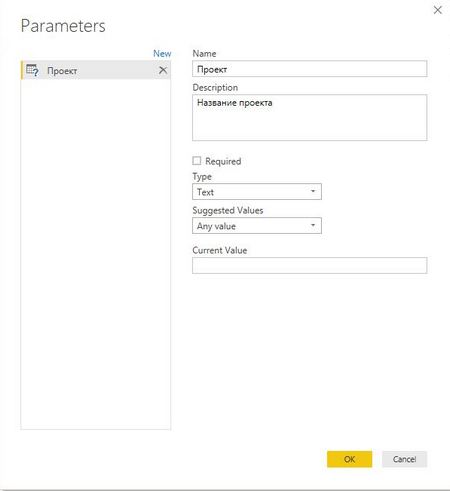 Parameters
New
Проект
Name
Проект
Description
Название проекта
Required
Type
Text
Suggested Values
Any value
Current Value
OK
Cancel